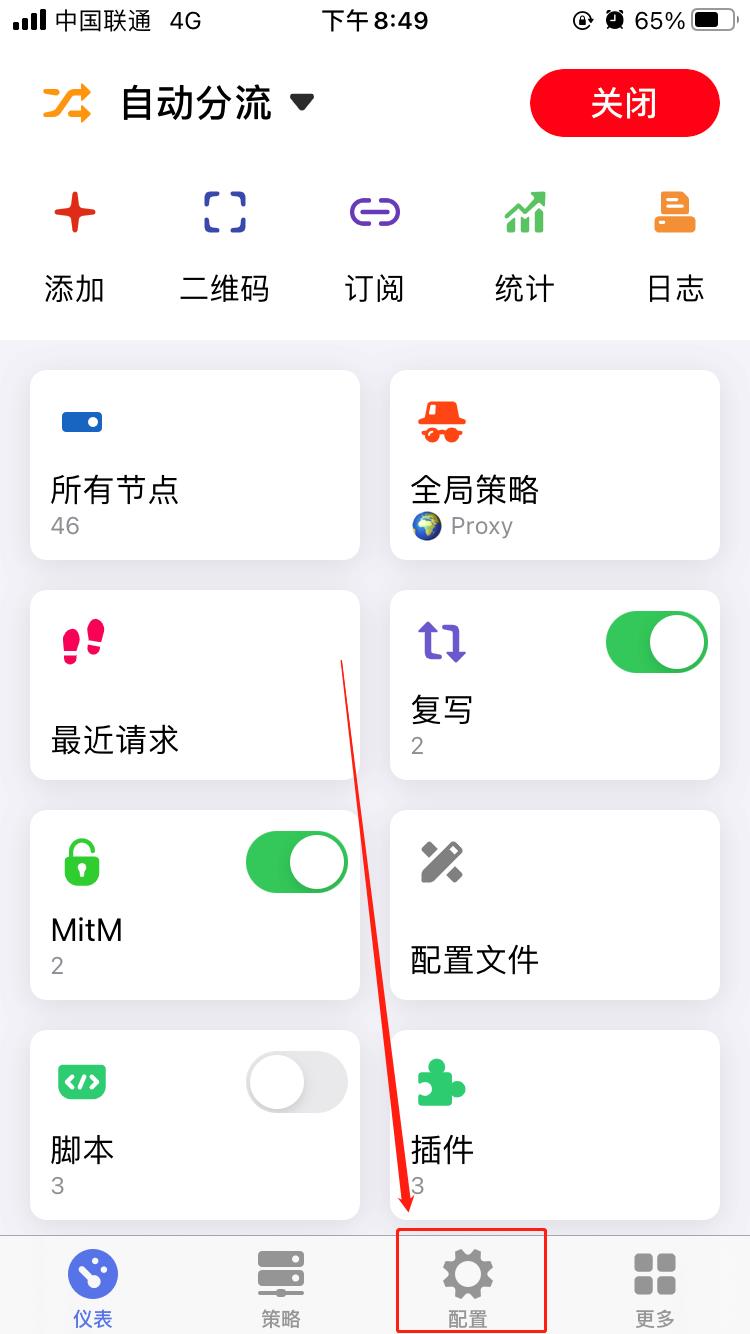 中国联通 4G 下午 8:49 65%
自动分流 关闭
添加 二维码 订阅 统计 日志
所有节点
46
全局策略
Proxy
最近请求
复写
2
MitM
2
配置文件
脚本
3
插件
3
仪表 策略 配置 更多